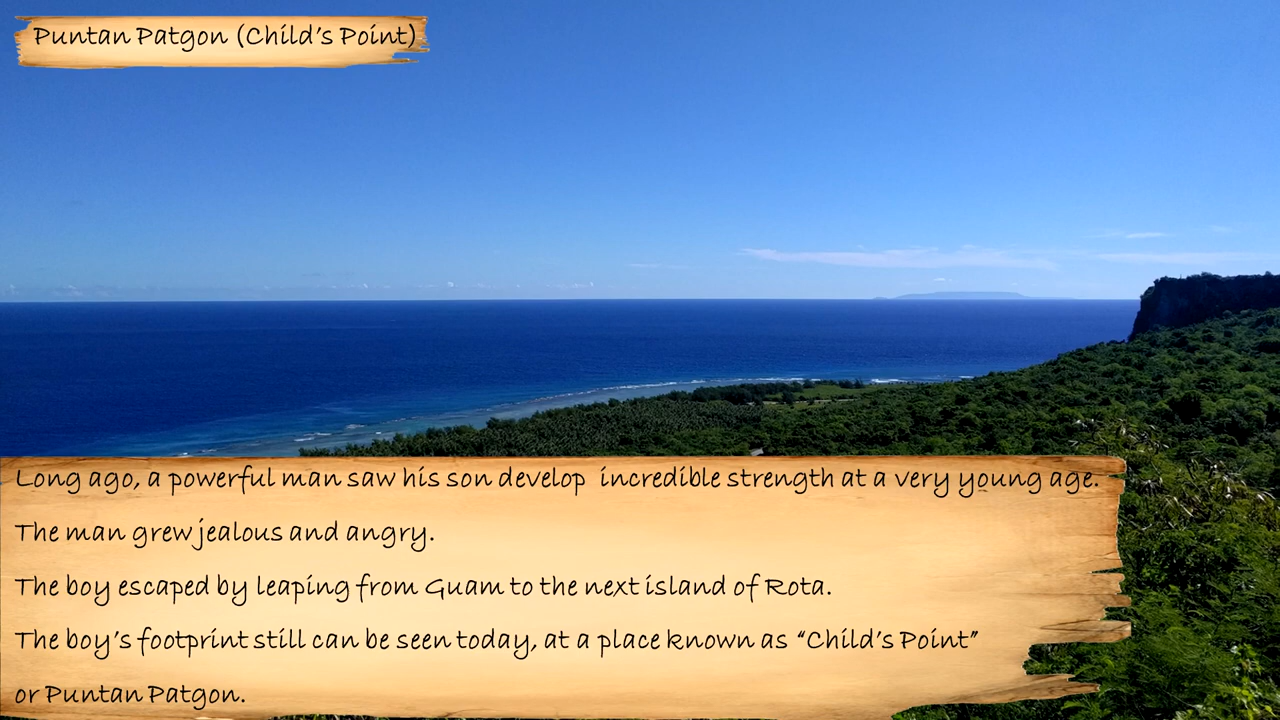 Puntan Patgon (Child's Point)
Long ago, a powerful man saw his son develop incredible strength at a very young age.
The man grew jealous and angry.
The boy escaped by leaping from Guam to the next island of Rota.
The boy's footprint still can be seen today, at a place known as “Child's Point”
or Puntan Patgon.